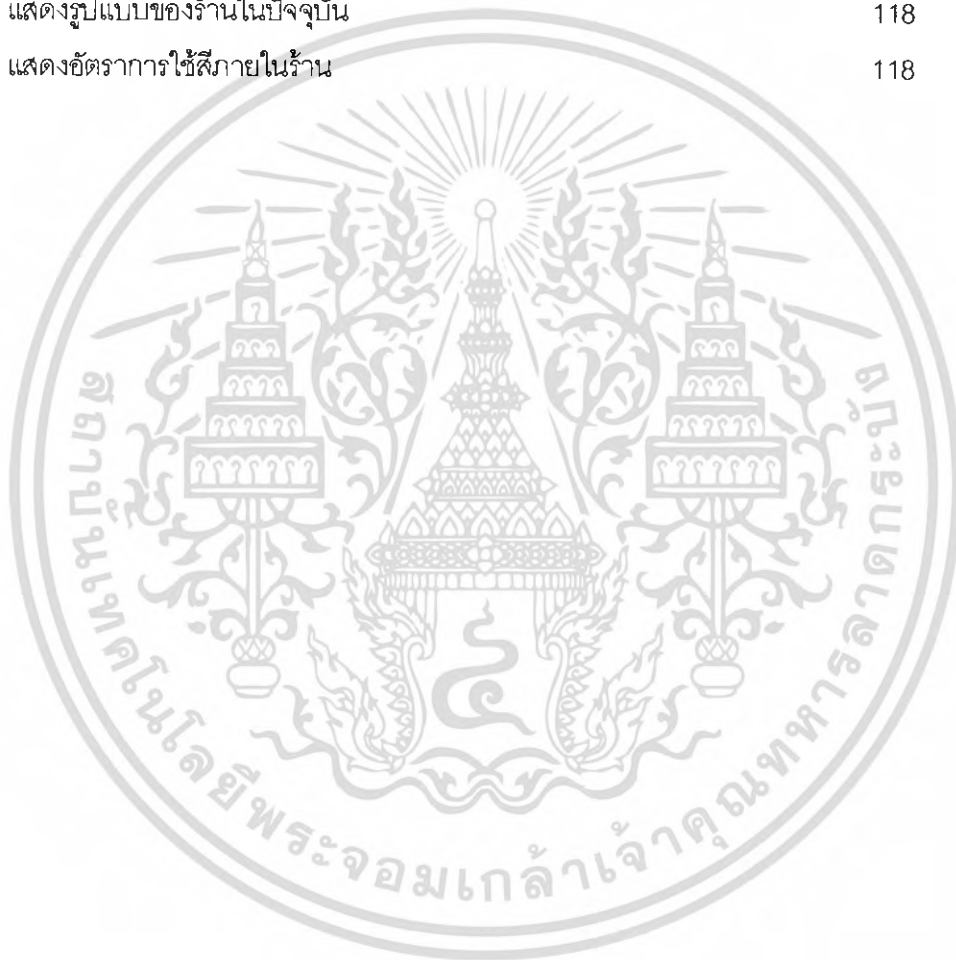 แสดงรูปแบบของร้านในปัจจุบัน 118
แสดงอัตราการใช้สีภายในร้าน 118
สถาบันเทคโนโลยีพระจอมเกล้าเจ้าคุณทหารลาดกระบัง
๔